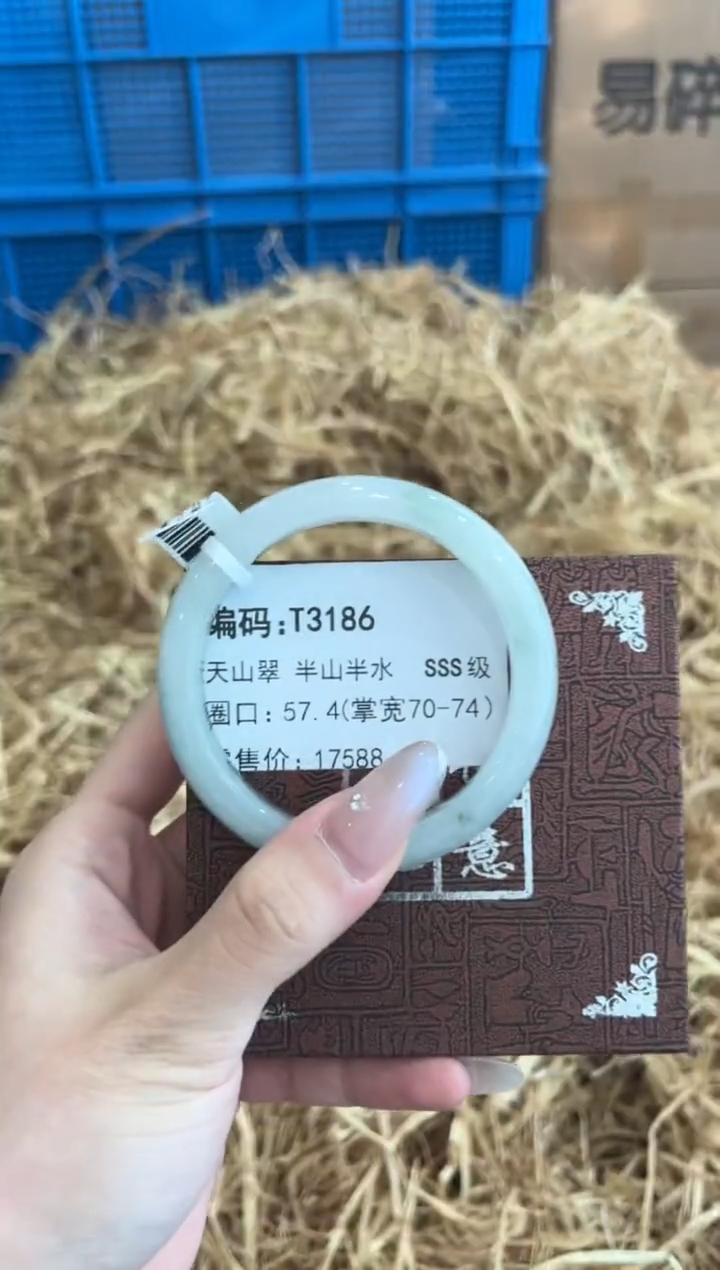 易碎
编码:T3186
天山翠 半山半水 SSS级
圈口:57.4(掌宽70-74)
售价:17588
意